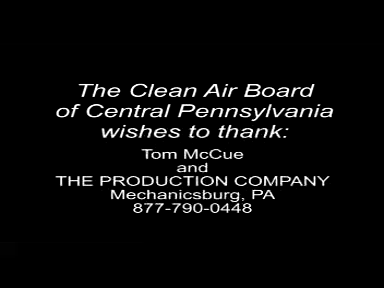 The Clean Air Board
of Central Pennsylvania
wishes to thank:
Tom McCue
and
THE PRODUCTION COMPANY
Mechanicsburg, PA
877-790-0448